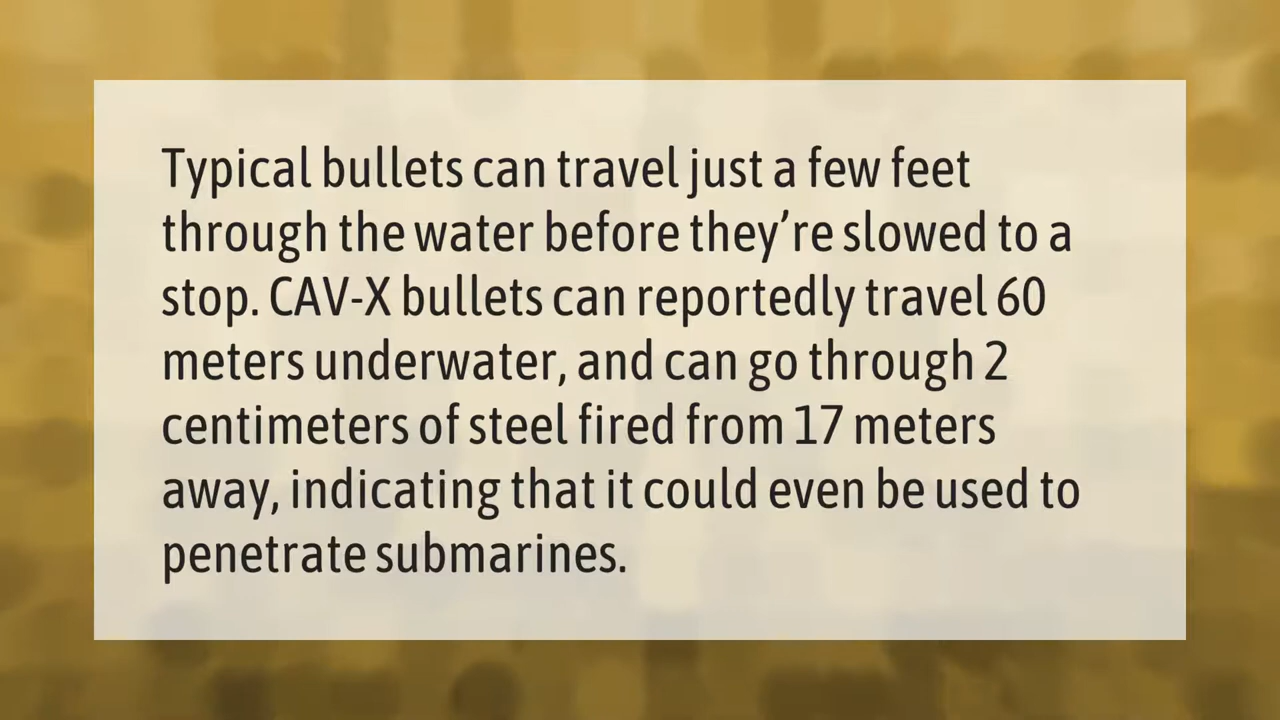 Typical bullets can travel just a few feet
through the water before they’re slowed to a
stop. CAV-X bullets can reportedly travel 60
meters underwater, and can go through 2
centimeters of steel fired from 17 meters
away, indicating that it could even be used to
penetrate submarines.